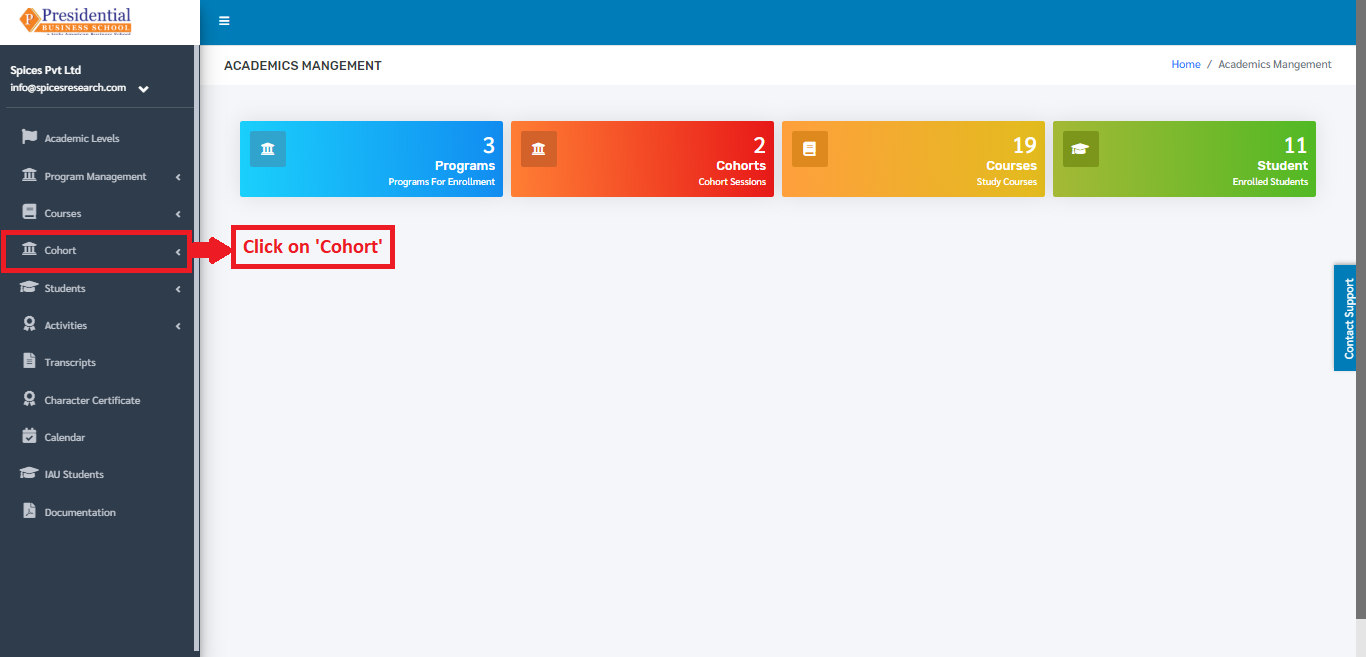 Presidential
BUSINESS SCHOOL
Spices Pvt Ltd
info@spicesresearch.com
Academic Levels
Program Management
Courses
Cohort
Students
Activities
Transcripts
Character Certificate
Calendar
IAU Students
Documentation
ACADEMICS MANGEMENT
Home / Academics Mangement
3
Programs
Programs For Enrollment
2
Cohorts
Cohort Sessions
19
Courses
Study Courses
11
Student
Enrolled Students
Click on 'Cohort'
Contact Support